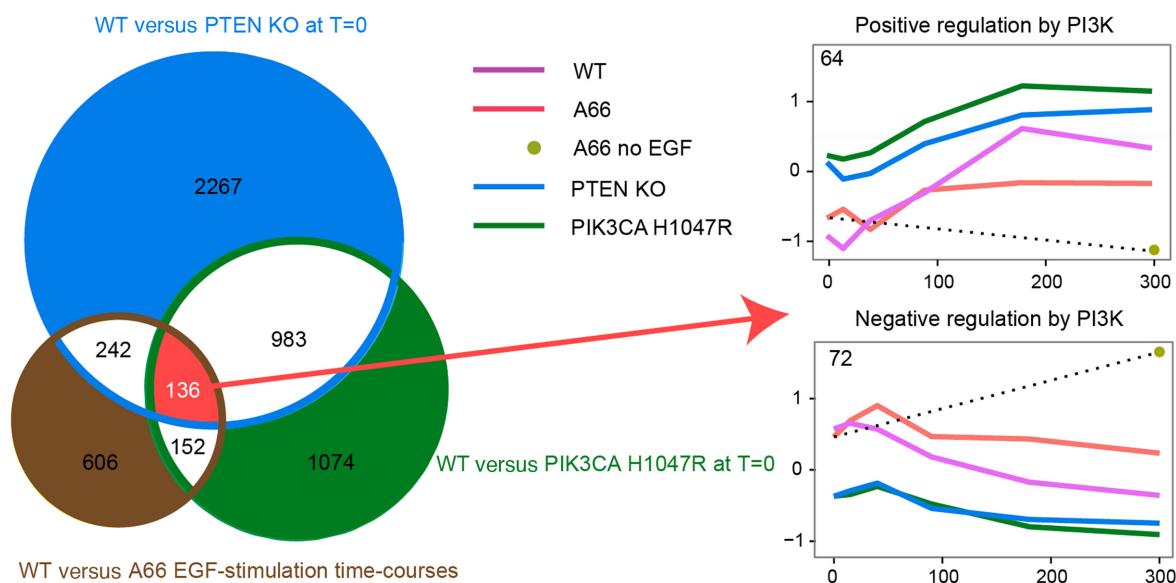 WT versus PTEN KO at T=0
2267
242
983
136
152
606
1074
WT versus PIK3CA H1047R at T=0
WT versus A66 EGF-stimulation time-courses
WT
A66
A66 no EGF
PTEN KO
PIK3CA H1047R
Positive regulation by PI3K
64
1
0
−1
0 100 200 300
Negative regulation by PI3K
72
1
0
−1
0 100 200 300